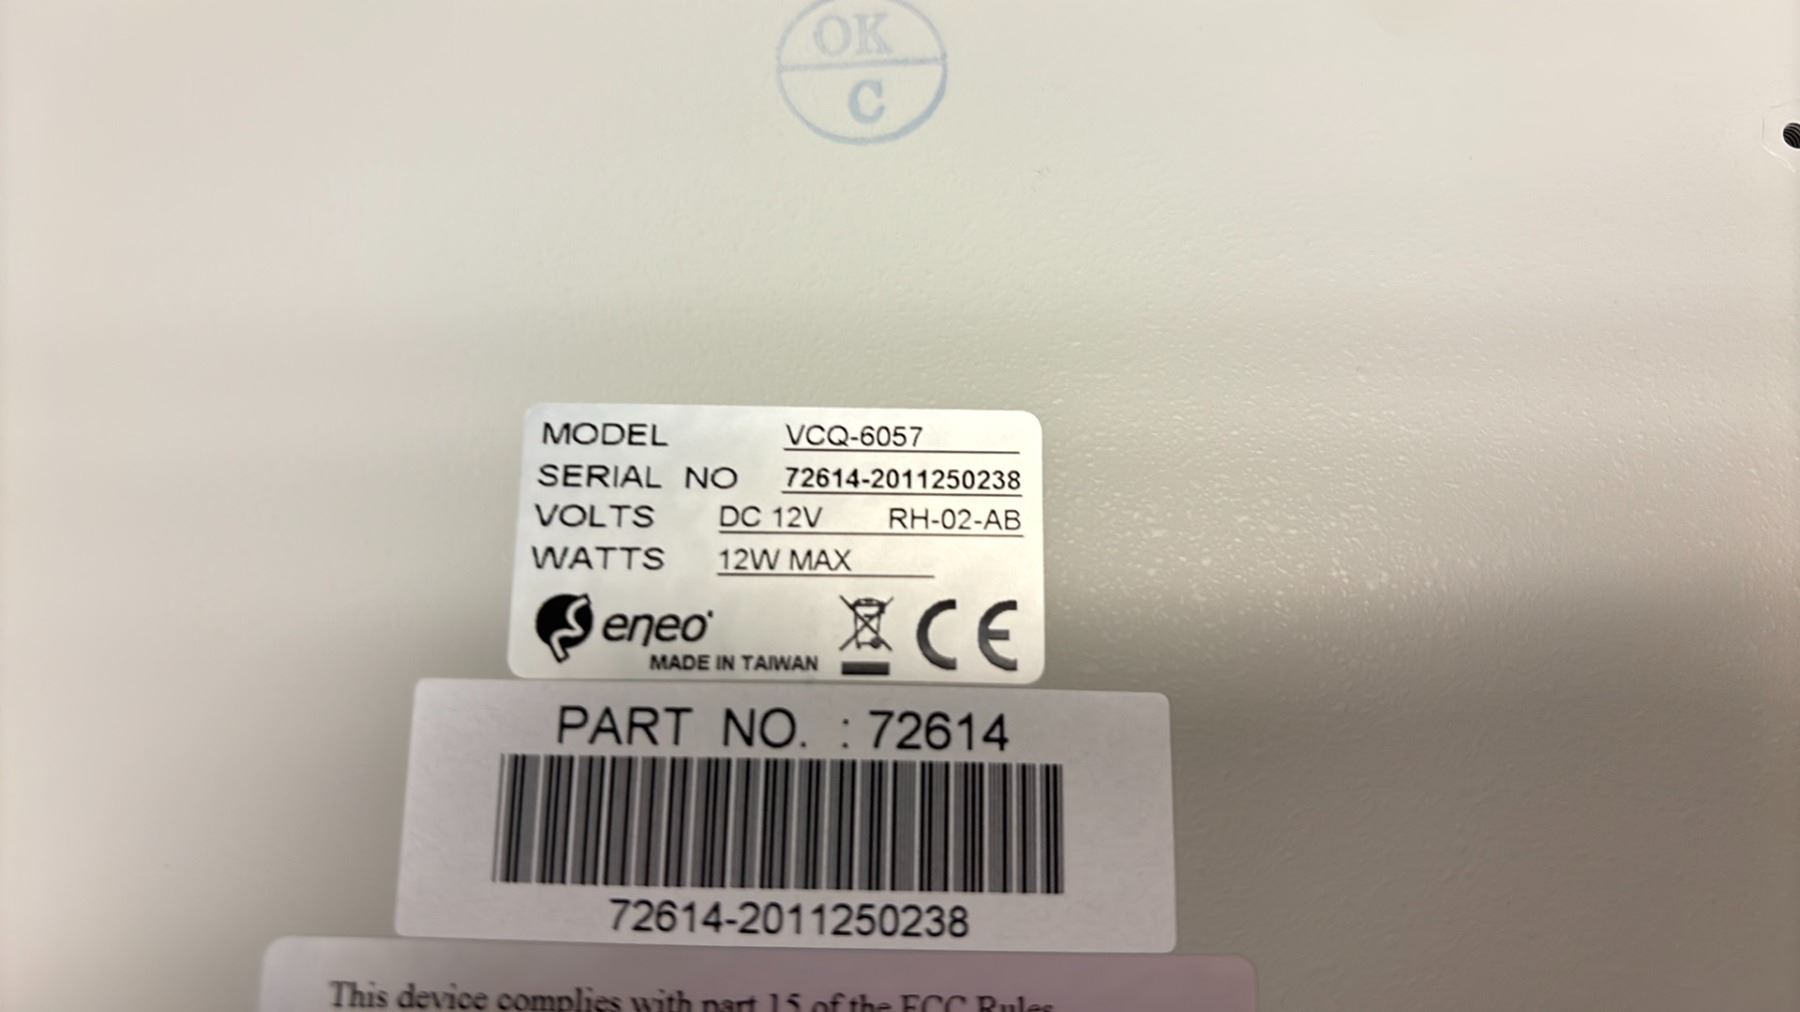 OK
C
MODEL VCQ-6057
SERIAL NO 72614-2011250238
VOLTS DC 12V RH-02-AB
WATTS 12W MAX
eneo
CE
MADE IN TAIWAN
PART NO. : 72614
72614-2011250238
This device complies with part 15 of the FCC Rules